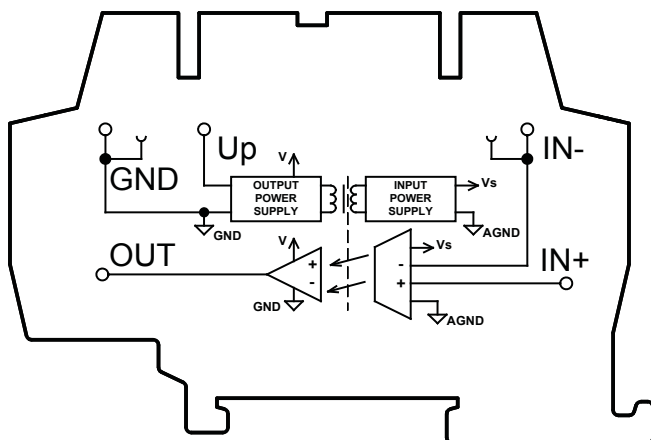 Up
IN-
GND
V
OUTPUT
POWER
SUPPLY
INPUT
POWER
SUPPLY
Vs
GND
AGND
OUT
V
Vs
+
-
-
+
IN+
GND
AGND